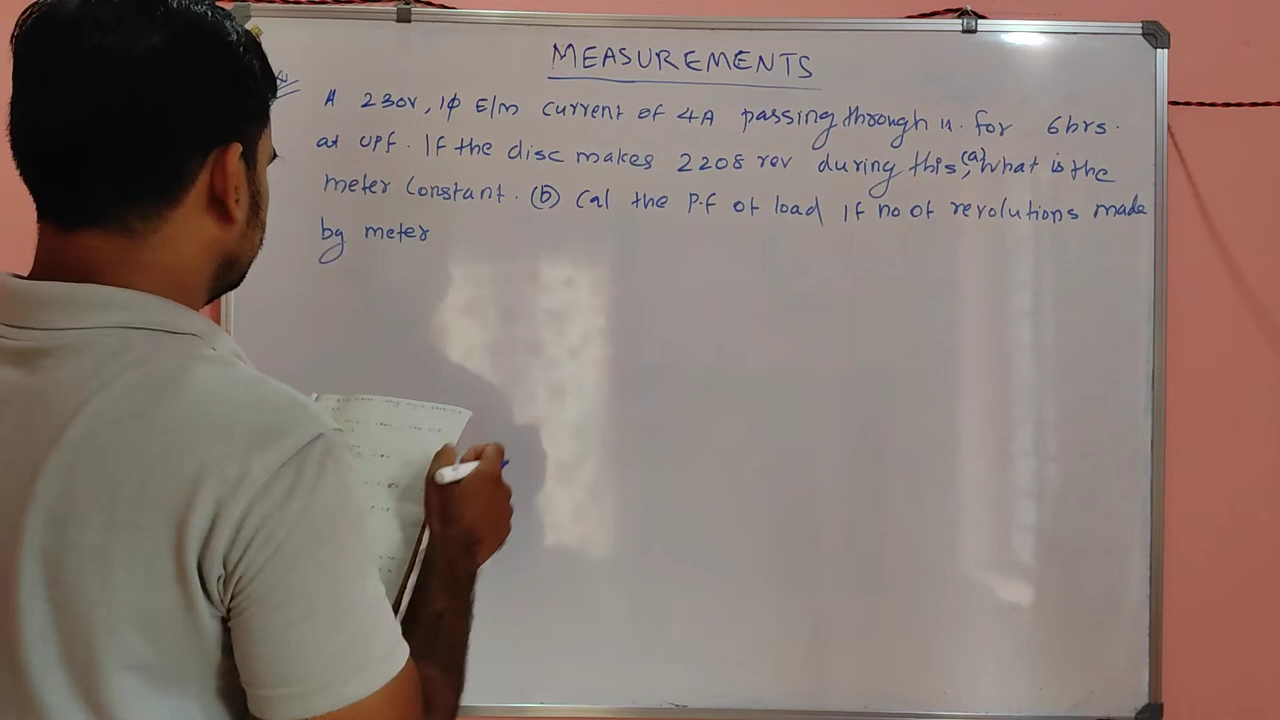 MEASUREMENTS
A 230V, 1ϕ E/m current of 4A passing through it. for 6hrs.
at UPf. If the disc makes 2208 rev during this, (a) What is the
meter Constant. (b) Cal the P.f of load If no of revolutions made
by meter